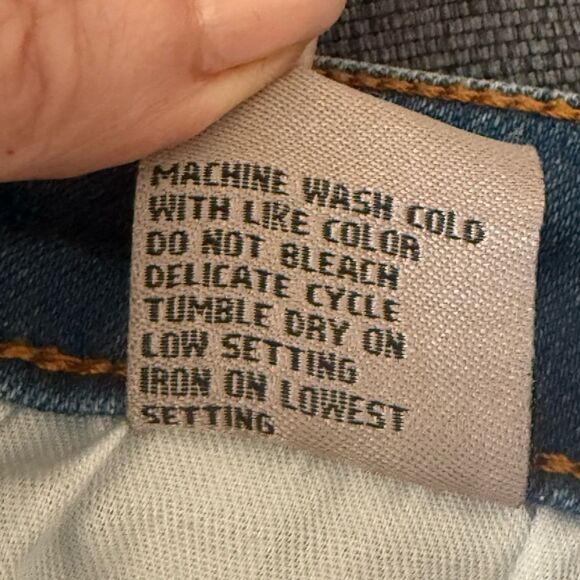 MACHINE WASH COLD
WITH LIKE COLOR
DO NOT BLEACH
DELICATE CYCLE
TUMBLE DRY ON
LOW SETTING
IRON ON LOWEST
SETTING